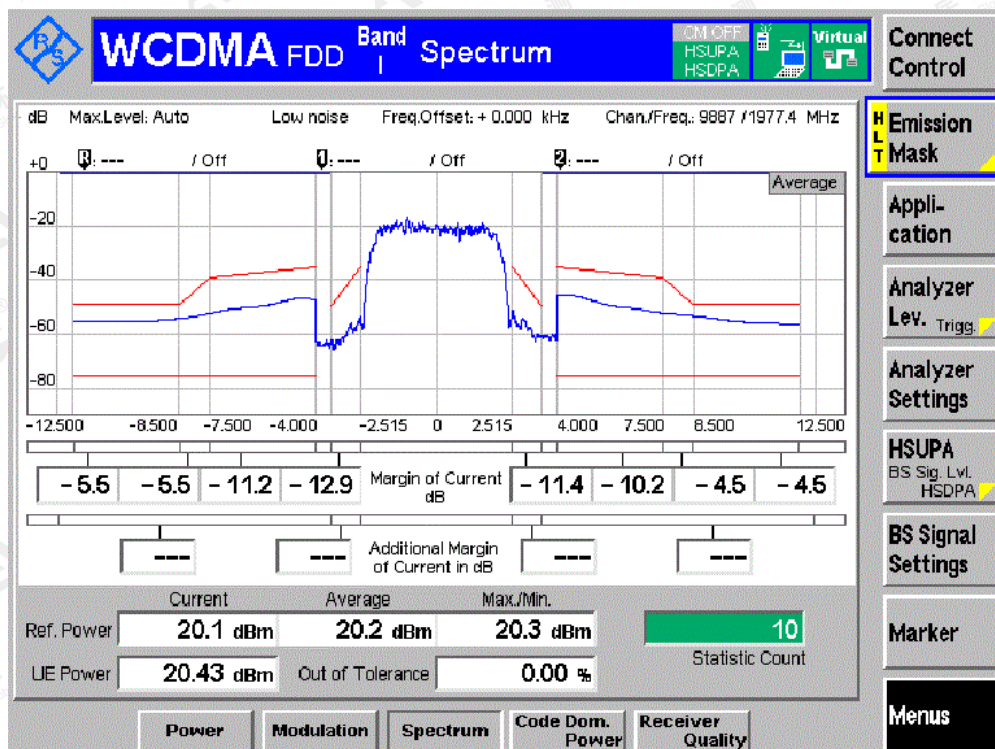 R S
WCDMA FDD Band I Spectrum
CM OFF
HSUPA
HSDPA
Virtual
Connect Control
dB Max.Level: Auto Low noise Freq.Offset: + 0.000 kHz Chan./Freq.: 9887 / 1977.4 MHz
R: --- / Off 1: --- / Off 2: --- / Off
H L T Emission Mask
Average
+0
-20
-40
-60
-80
-12.500 -8.500 -7.500 -4.000 -2.515 0 2.515 4.000 7.500 8.500 12.500
Appli-
cation
Analyzer Lev. Trigg.
Analyzer Settings
- 5.5 - 5.5 - 11.2 - 12.9 Margin of Current dB - 11.4 - 10.2 - 4.5 - 4.5
HSUPA
BS Sig. Lvl.
HSDPA
--- --- Additional Margin of Current in dB --- ---
BS Signal Settings
Current Average Max./Min.
Ref. Power 20.1 dBm 20.2 dBm 20.3 dBm 10
Statistic Count
UE Power 20.43 dBm Out of Tolerance 0.00 %
Marker
Menus
Power Modulation Spectrum Code Dom. Power Receiver Quality